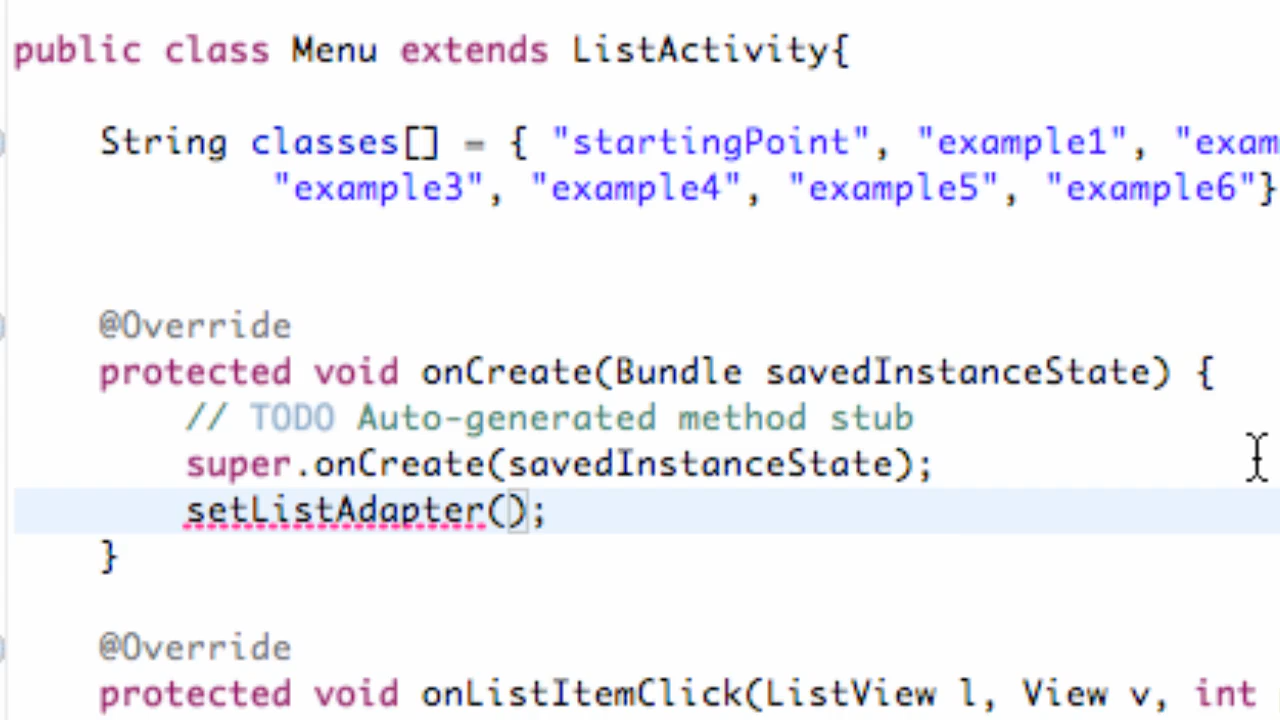 public class Menu extends ListActivity{
String classes[] = { "startingPoint", "example1", "exam
"example3", "example4", "example5", "example6"}
@Override
protected void onCreate(Bundle savedInstanceState) {
// TODO Auto-generated method stub
super.onCreate(savedInstanceState);
setListAdapter();
}
@Override
protected void onListItemClick(ListView l, View v, int